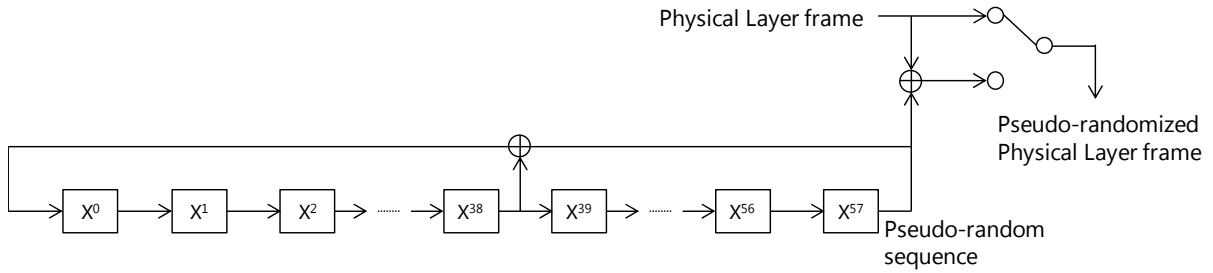 Physical Layer frame
Pseudo-randomized
Physical Layer frame
X⁰ X¹ X² ........ X³⁸ X³⁹ ........ X⁵⁶ X⁵⁷
Pseudo-random
sequence